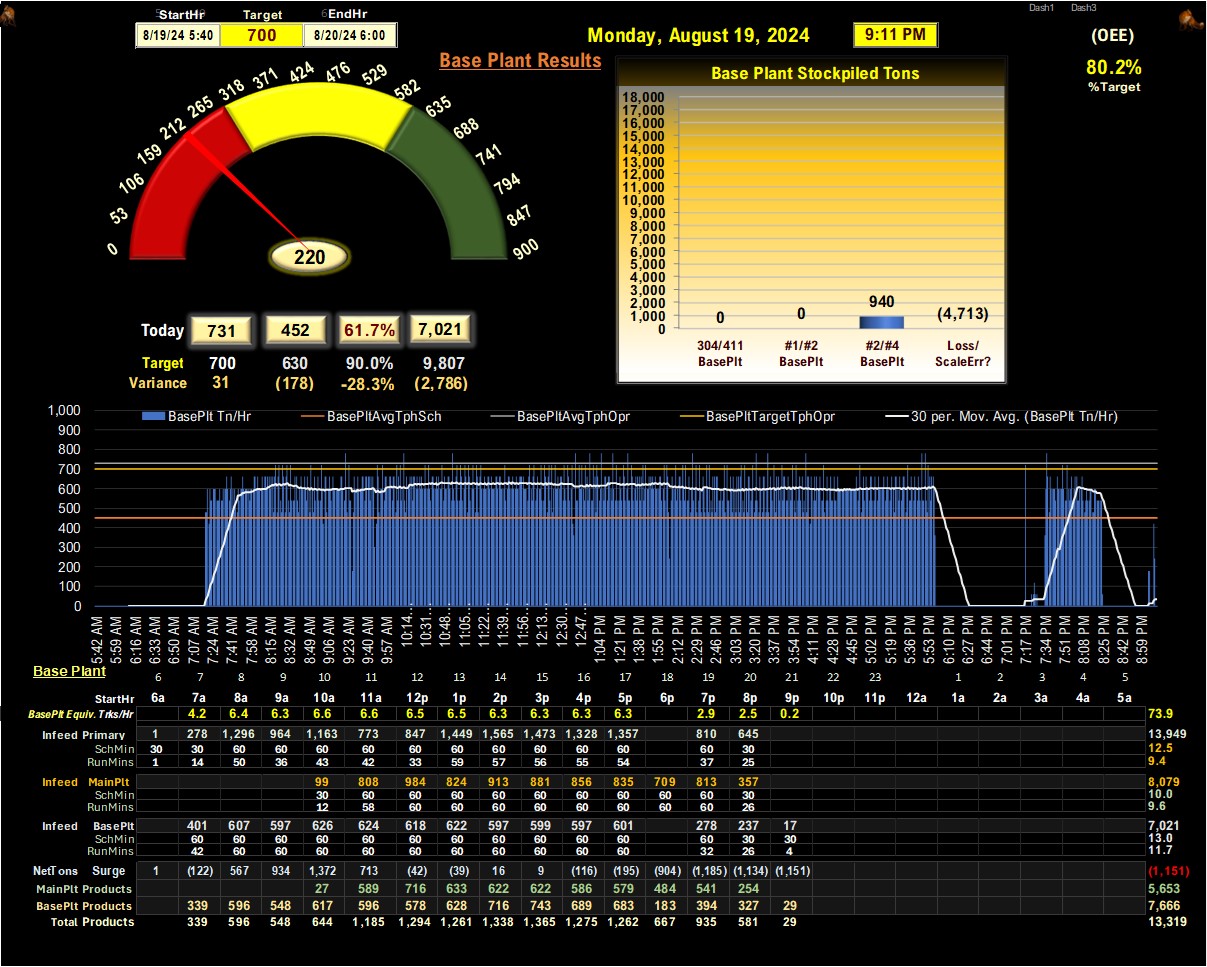 Dash1 Dash3
StartHr Target EndHr
8/19/24 5:40 700 8/20/24 6:00
Monday, August 19, 2024 9:11 PM
(OEE)
80.2%
%Target
Base Plant Results
0 53 106 159 212 265 318 371 424 476 529 582 635 688 741 794 847 900
220
Base Plant Stockpiled Tons
18,000
17,000
16,000
15,000
14,000
13,000
12,000
11,000
10,000
9,000
8,000
7,000
6,000
5,000
4,000
3,000
2,000
1,000
0
0 0 940 (4,713)
304/411 #1/#2 #2/#4 Loss/
BasePlt BasePlt BasePlt ScaleErr?
Today 731 452 61.7% 7,021
Target 700 630 90.0% 9,807
Variance 31 (178) -28.3% (2,786)
BasePlt Tn/Hr BasePltAvgTphSch BasePltAvgTphOpr BasePltTargetTphOpr 30 per. Mov. Avg. (BasePlt Tn/Hr)
1,000
900
800
700
600
500
400
300
200
100
0
5:42 AM 5:59 AM 6:16 AM 6:33 AM 6:50 AM 7:07 AM 7:24 AM 7:41 AM 7:58 AM 8:15 AM 8:32 AM 8:49 AM 9:06 AM 9:23 AM 9:40 AM 9:57 AM 10:14… 10:31… 10:48… 11:05… 11:22… 11:39… 11:56… 12:13… 12:30… 12:47… 1:04 PM 1:21 PM 1:38 PM 1:55 PM 2:12 PM 2:29 PM 2:46 PM 3:03 PM 3:20 PM 3:37 PM 3:54 PM 4:11 PM 4:28 PM 4:45 PM 5:02 PM 5:19 PM 5:36 PM 5:53 PM 6:10 PM 6:27 PM 6:44 PM 7:01 PM 7:17 PM 7:34 PM 7:51 PM 8:08 PM 8:25 PM 8:42 PM 8:59 PM
Base Plant 6 7 8 9 10 11 12 13 14 15 16 17 18 19 20 21 22 23 1 2 3 4 5
StartHr 6a 7a 8a 9a 10a 11a 12p 1p 2p 3p 4p 5p 6p 7p 8p 9p 10p 11p 12a 1a 2a 3a 4a 5a
BasePlt Equiv. Trks/Hr 4.2 6.4 6.3 6.6 6.6 6.5 6.5 6.3 6.3 6.3 6.3 2.9 2.5 0.2 73.9
Infeed Primary 1 278 1,296 964 1,163 773 847 1,449 1,565 1,473 1,328 1,357 810 645 13,949
SchMin 30 30 60 60 60 60 60 60 60 60 60 60 60 30 12.5
RunMins 1 14 50 36 43 42 33 59 57 56 55 54 37 25 9.4
Infeed MainPlt 99 808 984 824 913 881 856 835 709 813 357 8,079
SchMin 30 60 60 60 60 60 60 60 60 60 30 10.0
RunMins 12 58 60 60 60 60 60 60 60 60 26 9.6
Infeed BasePlt 401 607 597 626 624 618 622 597 599 597 601 278 237 17 7,021
SchMin 60 60 60 60 60 60 60 60 60 60 60 60 30 30 13.0
RunMins 42 60 60 60 60 60 60 60 60 60 60 32 26 4 11.7
NetTons Surge 1 (122) 567 934 1,372 713 (42) (39) 16 9 (116) (195) (904) (1,185) (1,134) (1,151) (1,151)
MainPlt Products 27 589 716 633 622 622 586 579 484 541 254 5,653
BasePlt Products 339 596 548 617 596 578 628 716 743 689 683 183 394 327 29 7,666
Total Products 339 596 548 644 1,185 1,294 1,261 1,338 1,365 1,275 1,262 667 935 581 29 13,319